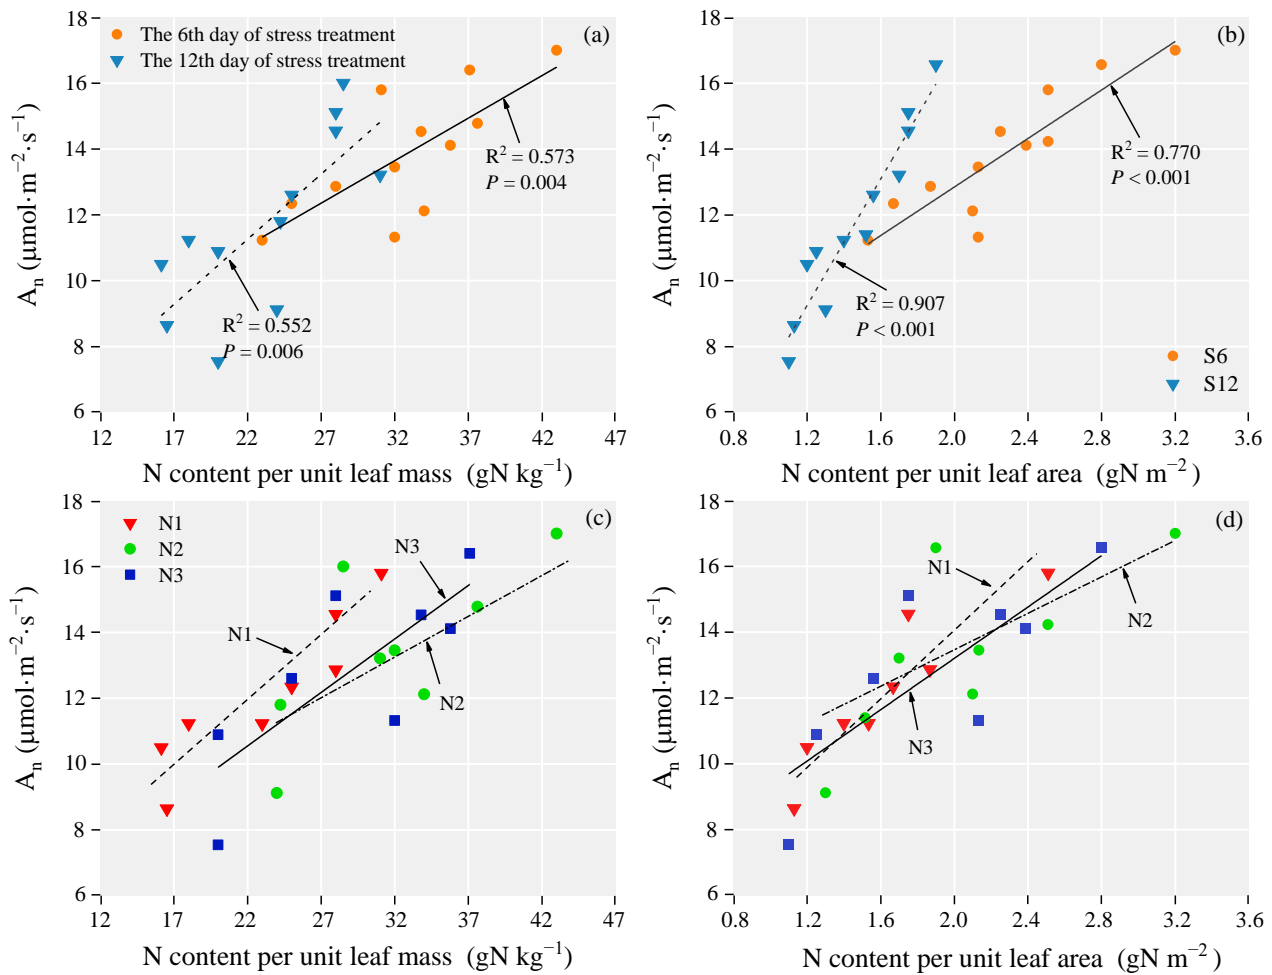 18
16
14
12
10
8
6
Aₙ (μmol·m⁻²·s⁻¹)
The 6th day of stress treatment
The 12th day of stress treatment
(a)
R² = 0.573
P = 0.004
R² = 0.552
P = 0.006
12 17 22 27 32 37 42 47
N content per unit leaf mass (gN kg⁻¹)
18
16
14
12
10
8
6
Aₙ (μmol·m⁻²·s⁻¹)
(b)
R² = 0.770
P < 0.001
R² = 0.907
P < 0.001
S6
S12
0.8 1.2 1.6 2.0 2.4 2.8 3.2 3.6
N content per unit leaf area (gN m⁻²)
18
16
14
12
10
8
6
Aₙ (μmol·m⁻²·s⁻¹)
N1
N2
N3
(c)
N3
N1
N2
12 17 22 27 32 37 42 47
N content per unit leaf mass (gN kg⁻¹)
18
16
14
12
10
8
6
Aₙ (μmol·m⁻²·s⁻¹)
(d)
N1
N2
N3
0.8 1.2 1.6 2.0 2.4 2.8 3.2 3.6
N content per unit leaf area (gN m⁻²)